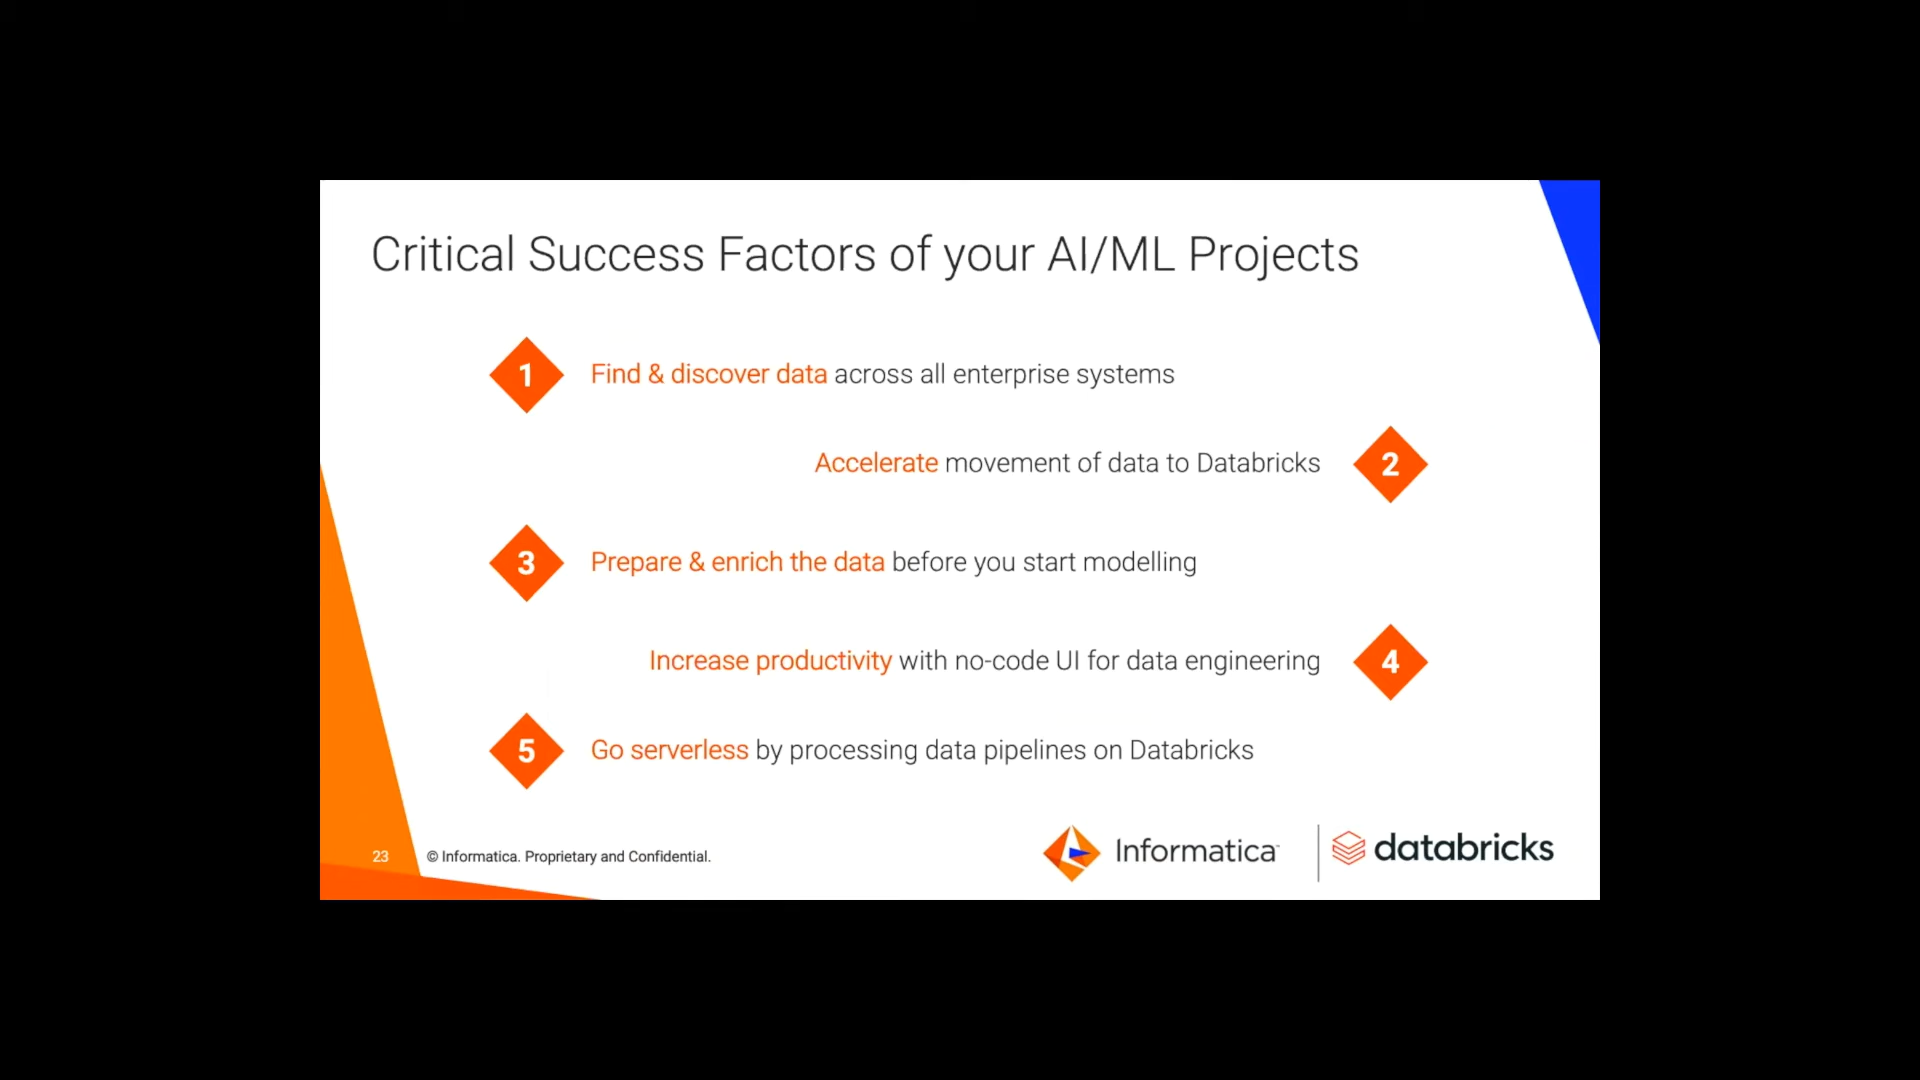 Critical Success Factors of your AI/ML Projects
1 Find & discover data across all enterprise systems
Accelerate movement of data to Databricks 2
3 Prepare & enrich the data before you start modelling
Increase productivity with no-code UI for data engineering 4
5 Go serverless by processing data pipelines on Databricks
23 © Informatica. Proprietary and Confidential.
Informatica databricks